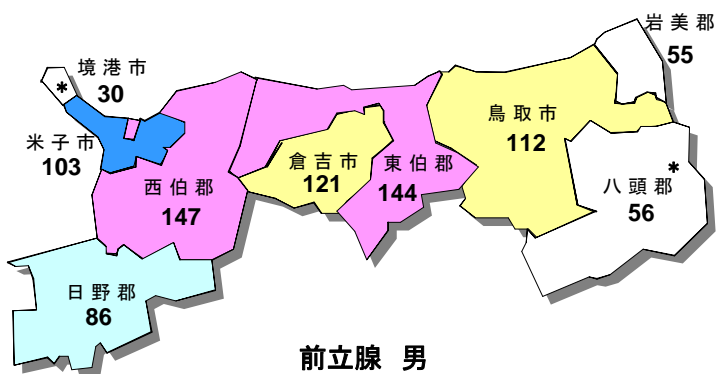 岩美郡
55
境港市
*
30
鳥取市
112
米子市
103
倉吉市
121
東伯郡
144
*
八頭郡
56
西伯郡
147
日野郡
86
前立腺 男